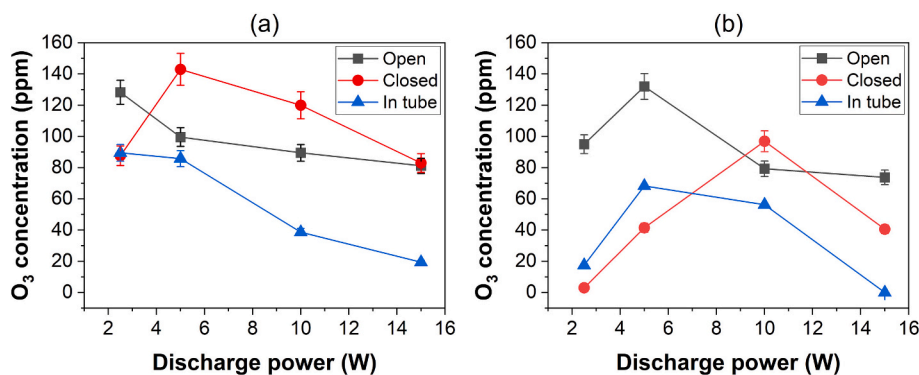 (a)
160
140
120
100
80
60
40
20
0
O₃ concentration (ppm)
Open
Closed
In tube
2
4
6
8
10
12
14
16
Discharge power (W)
(b)
160
140
120
100
80
60
40
20
0
O₃ concentration (ppm)
Open
Closed
In tube
2
4
6
8
10
12
14
16
Discharge power (W)